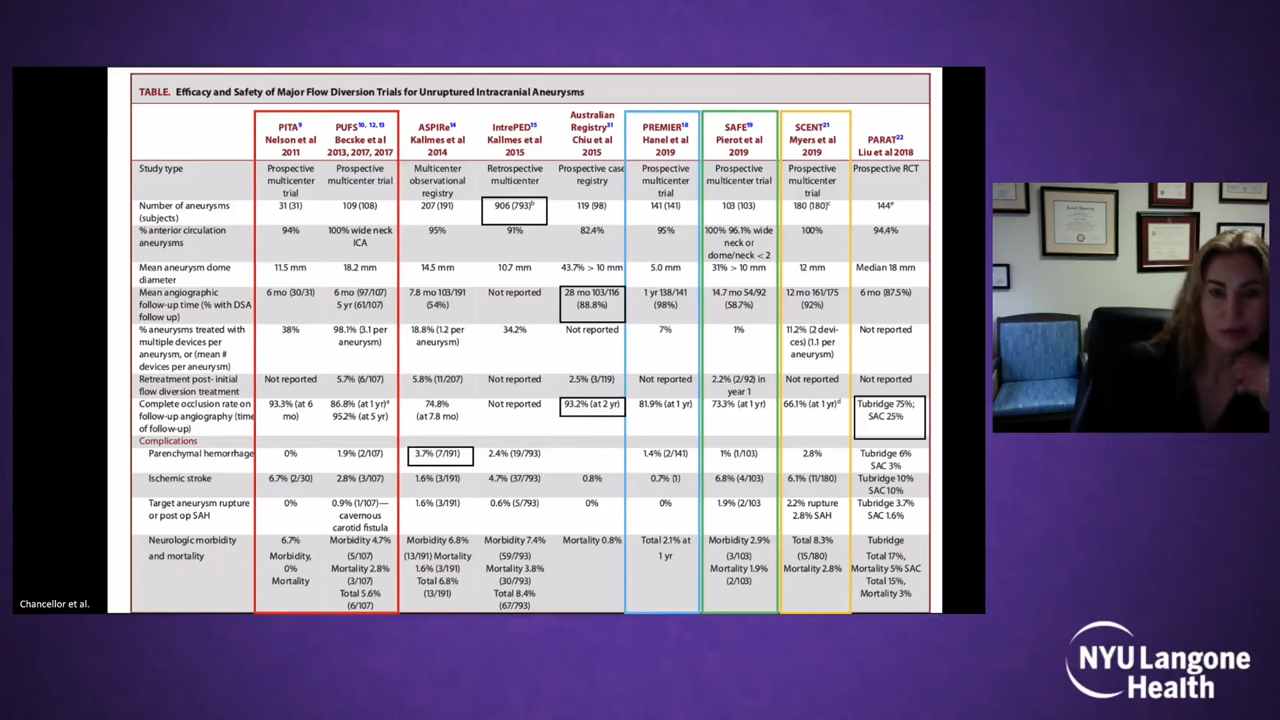 TABLE. Efficacy and Safety of Major Flow Diversion Trials for Unruptured Intracranial Aneurysms
PITA9
Nelson et al
2011
PUFS10, 12, 13
Becske et al
2013, 2017, 2017
ASPIRe14
Kallmes et al
2014
IntrePED15
Kallmes et al
2015
Australian
Registry31
Chiu et al
2015
PREMIER18
Hanel et al
2019
SAFE19
Pierot et al
2019
SCENT21
Myers et al
2019
PARAT22
Liu et al 2018
Study type
Prospective
multicenter
trial
Prospective
multicenter trial
Multicenter
observational
registry
Retrospective
multicenter
Prospective case
registry
Prospective
multicenter
trial
Prospective
multicenter trial
Prospective
multicenter
trial
Prospective RCT
Number of aneurysms
(subjects)
31 (31)
109 (108)
207 (191)
906 (793)b
119 (98)
141 (141)
103 (103)
180 (180)c
144e
% anterior circulation
aneurysms
94%
100% wide neck
ICA
95%
91%
82.4%
95%
100% 96.1% wide
neck or
dome/neck < 2
100%
94.4%
Mean aneurysm dome
diameter
11.5 mm
18.2 mm
14.5 mm
10.7 mm
43.7% > 10 mm
5.0 mm
31% > 10 mm
12 mm
Median 18 mm
Mean angiographic
follow-up time (% with DSA
follow up)
6 mo (30/31)
6 mo (97/107)
5 yr (61/107)
7.8 mo 103/191
(54%)
Not reported
28 mo 103/116
(88.8%)
1 yr 138/141
(98%)
14.7 mo 54/92
(58.7%)
12 mo 161/175
(92%)
6 mo (87.5%)
% aneurysms treated with
multiple devices per
aneurysm, or (mean #
devices per aneurysm)
38%
98.1% (3.1 per
aneurysm)
18.8% (1.2 per
aneurysm)
34.2%
Not reported
7%
1%
11.2% (2 devi-
ces) (1.1 per
aneurysm)
Not reported
Retreatment post- initial
flow diversion treatment
Not reported
5.7% (6/107)
5.8% (11/207)
Not reported
2.5% (3/119)
Not reported
2.2% (2/92) in
year 1
Not reported
Not reported
Complete occlusion rate on
follow-up angiography (time
of follow-up)
93.3% (at 6
mo)
86.8% (at 1 yr)a
95.2% (at 5 yr)
74.8%
(at 7.8 mo)
Not reported
93.2% (at 2 yr)
81.9% (at 1 yr)
73.3% (at 1 yr)
66.1% (at 1 yr)d
Tubridge 75%;
SAC 25%
Complications
Parenchymal hemorrhage
0%
1.9% (2/107)
3.7% (7/191)
2.4% (19/793)
1.4% (2/141)
1% (1/103)
2.8%
Tubridge 6%
SAC 3%
Ischemic stroke
6.7% (2/30)
2.8% (3/107)
1.6% (3/191)
4.7% (37/793)
0.8%
0.7% (1)
6.8% (4/103)
6.1% (11/180)
Tubridge 10%
SAC 10%
Target aneurysm rupture
or post op SAH
0%
0.9% (1/107)—
cavernous
carotid fistula
1.6% (3/191)
0.6% (5/793)
0%
0%
1.9% (2/103
2.2% rupture
2.8% SAH
Tubridge 3.7%
SAC 1.6%
Neurologic morbidity
and mortality
6.7%
Morbidity,
0%
Mortality
Morbidity 4.7%
(5/107)
Mortality 2.8%
(3/107)
Total 5.6%
(6/107)
Morbidity 6.8%
(13/191) Mortality
1.6% (3/191)
Total 6.8%
(13/191)
Morbidity 7.4%
(59/793)
Mortality 3.8%
(30/793)
Total 8.4%
(67/793)
Mortality 0.8%
Total 2.1% at
1 yr
Morbidity 2.9%
(3/103)
Mortality 1.9%
(2/103)
Total 8.3%
(15/180)
Mortality 2.8%
Tubridge
Total 17%,
Mortality 5% SAC
Total 15%,
Mortality 3%
Chancellor et al.
NYU Langone
Health